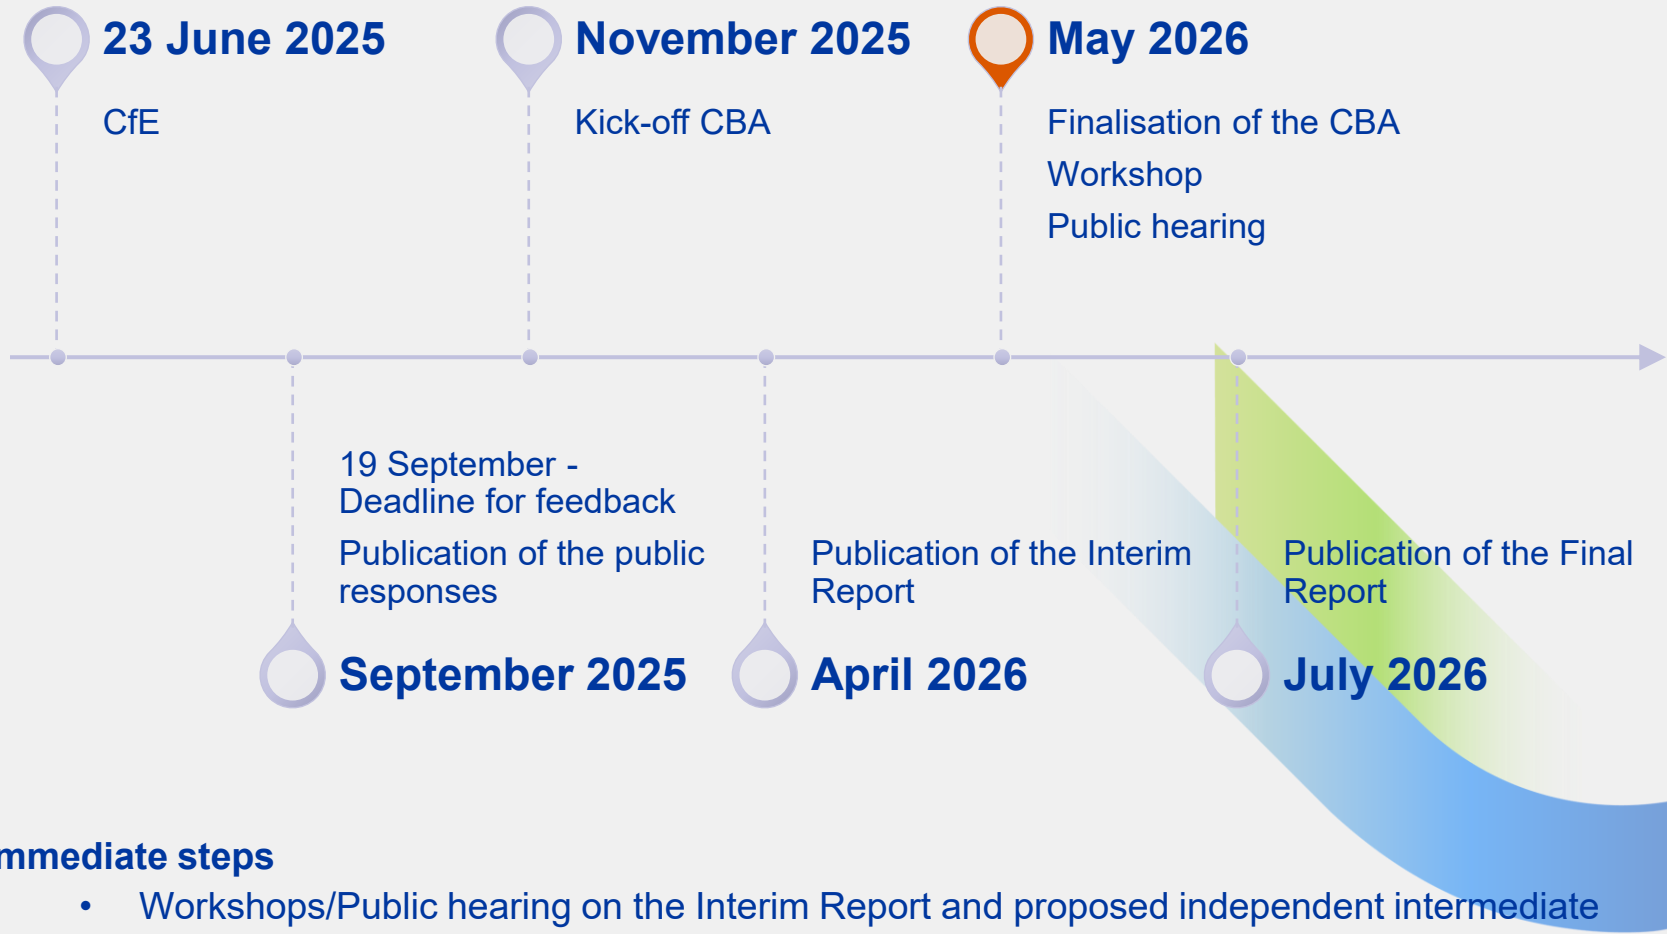 23 June 2025
CfE
November 2025
Kick-off CBA
May 2026
Finalisation of the CBA
Workshop
Public hearing
19 September -
Deadline for feedback
Publication of the public
responses
September 2025
Publication of the Interim
Report
April 2026
Publication of the Final
Report
July 2026
mmediate steps
• Workshops/Public hearing on the Interim Report and proposed independent intermediate